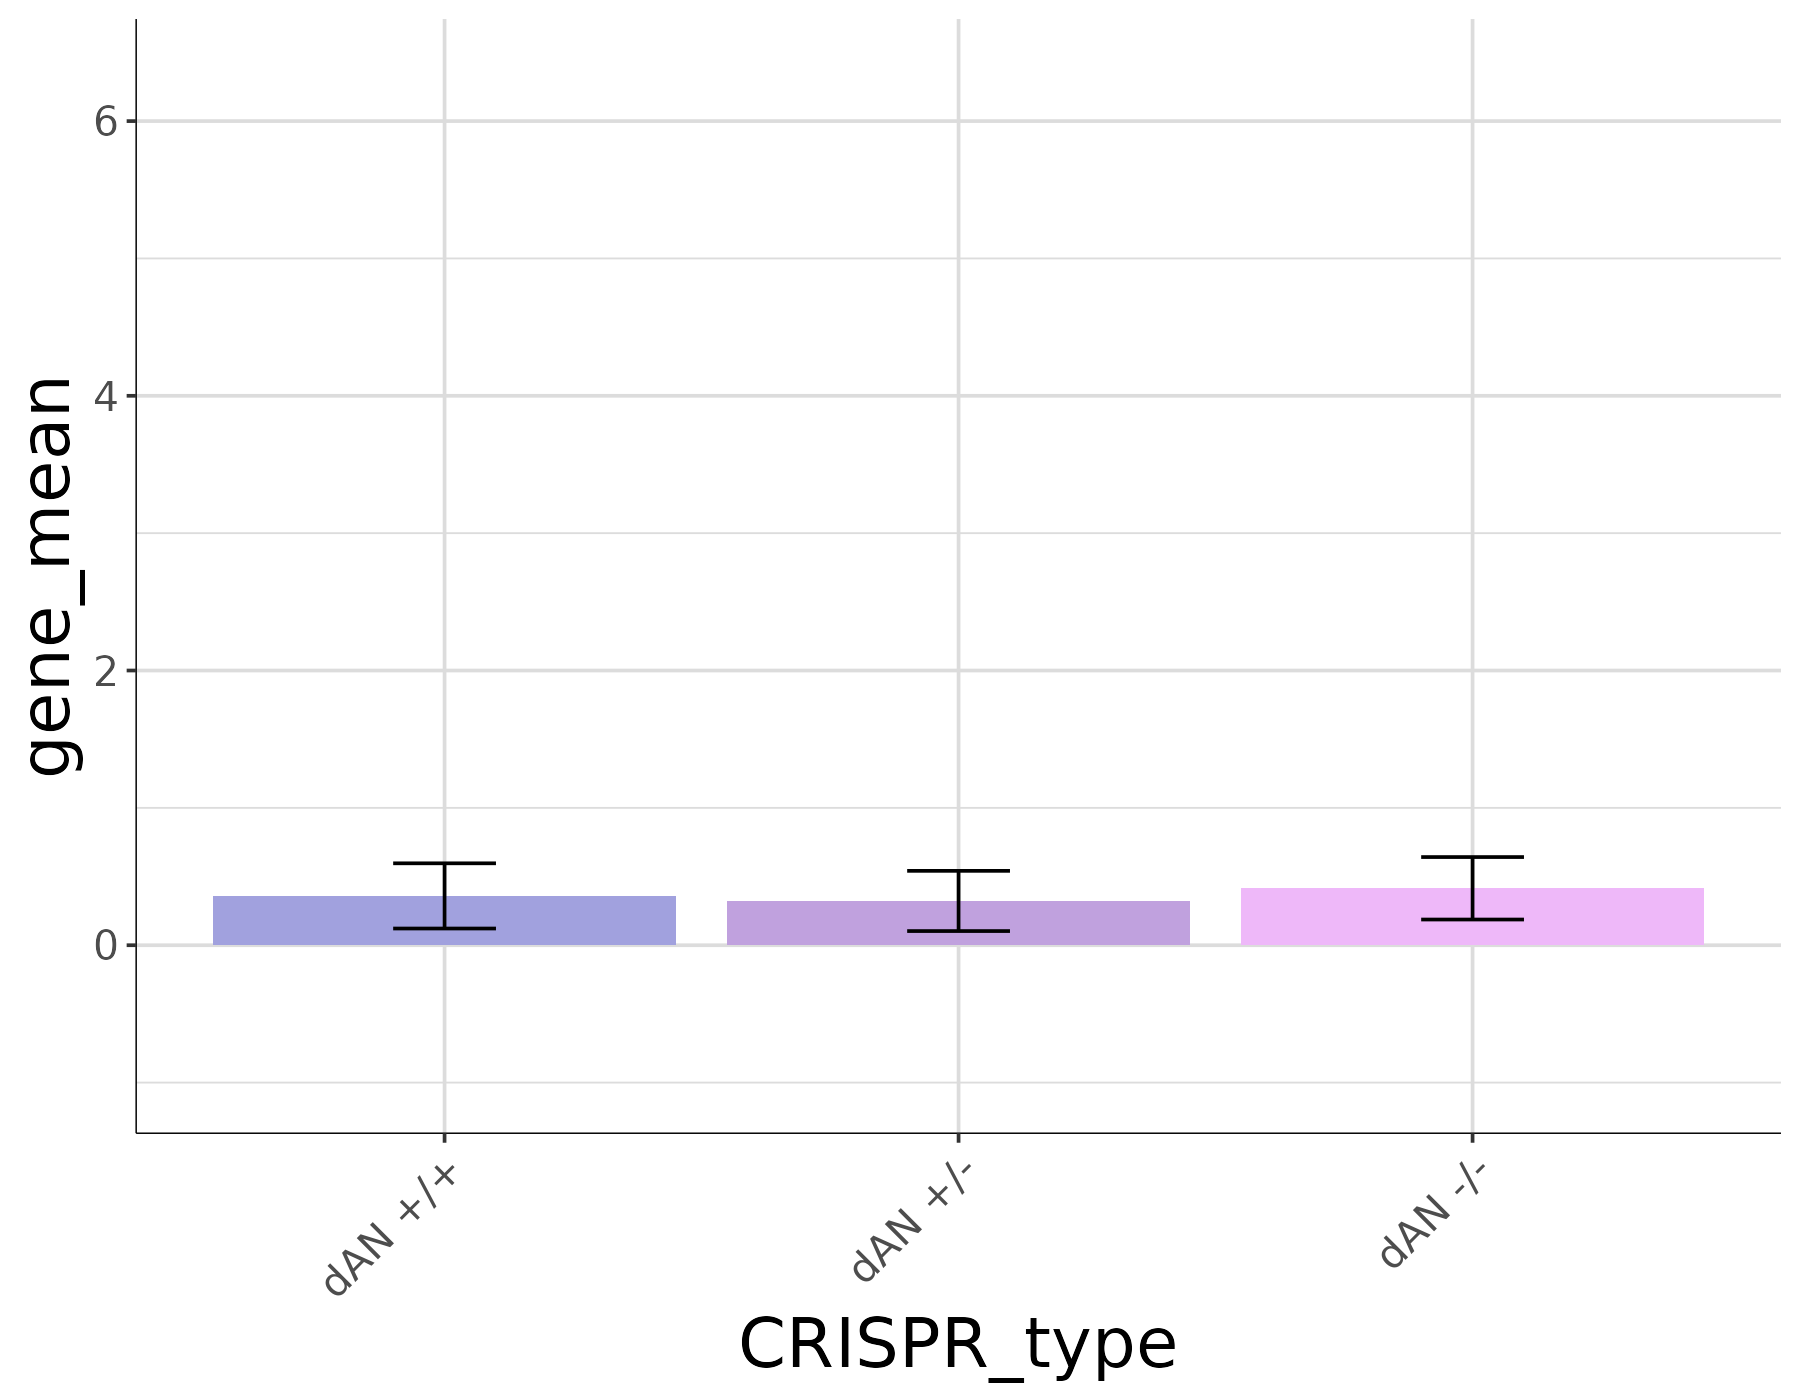 gene_mean
6
4
2
0
dAN +/+
dAN +/-
dAN -/-
CRISPR_type